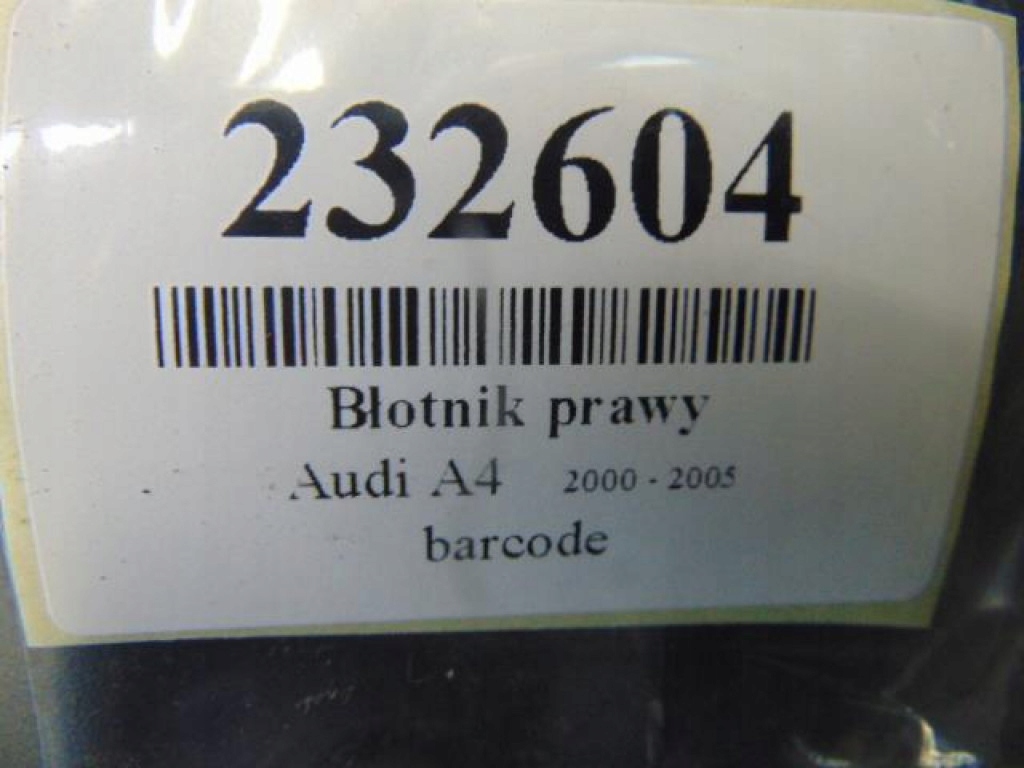 232604
Błotnik prawy
Audi A4 2000 - 2005
barcode